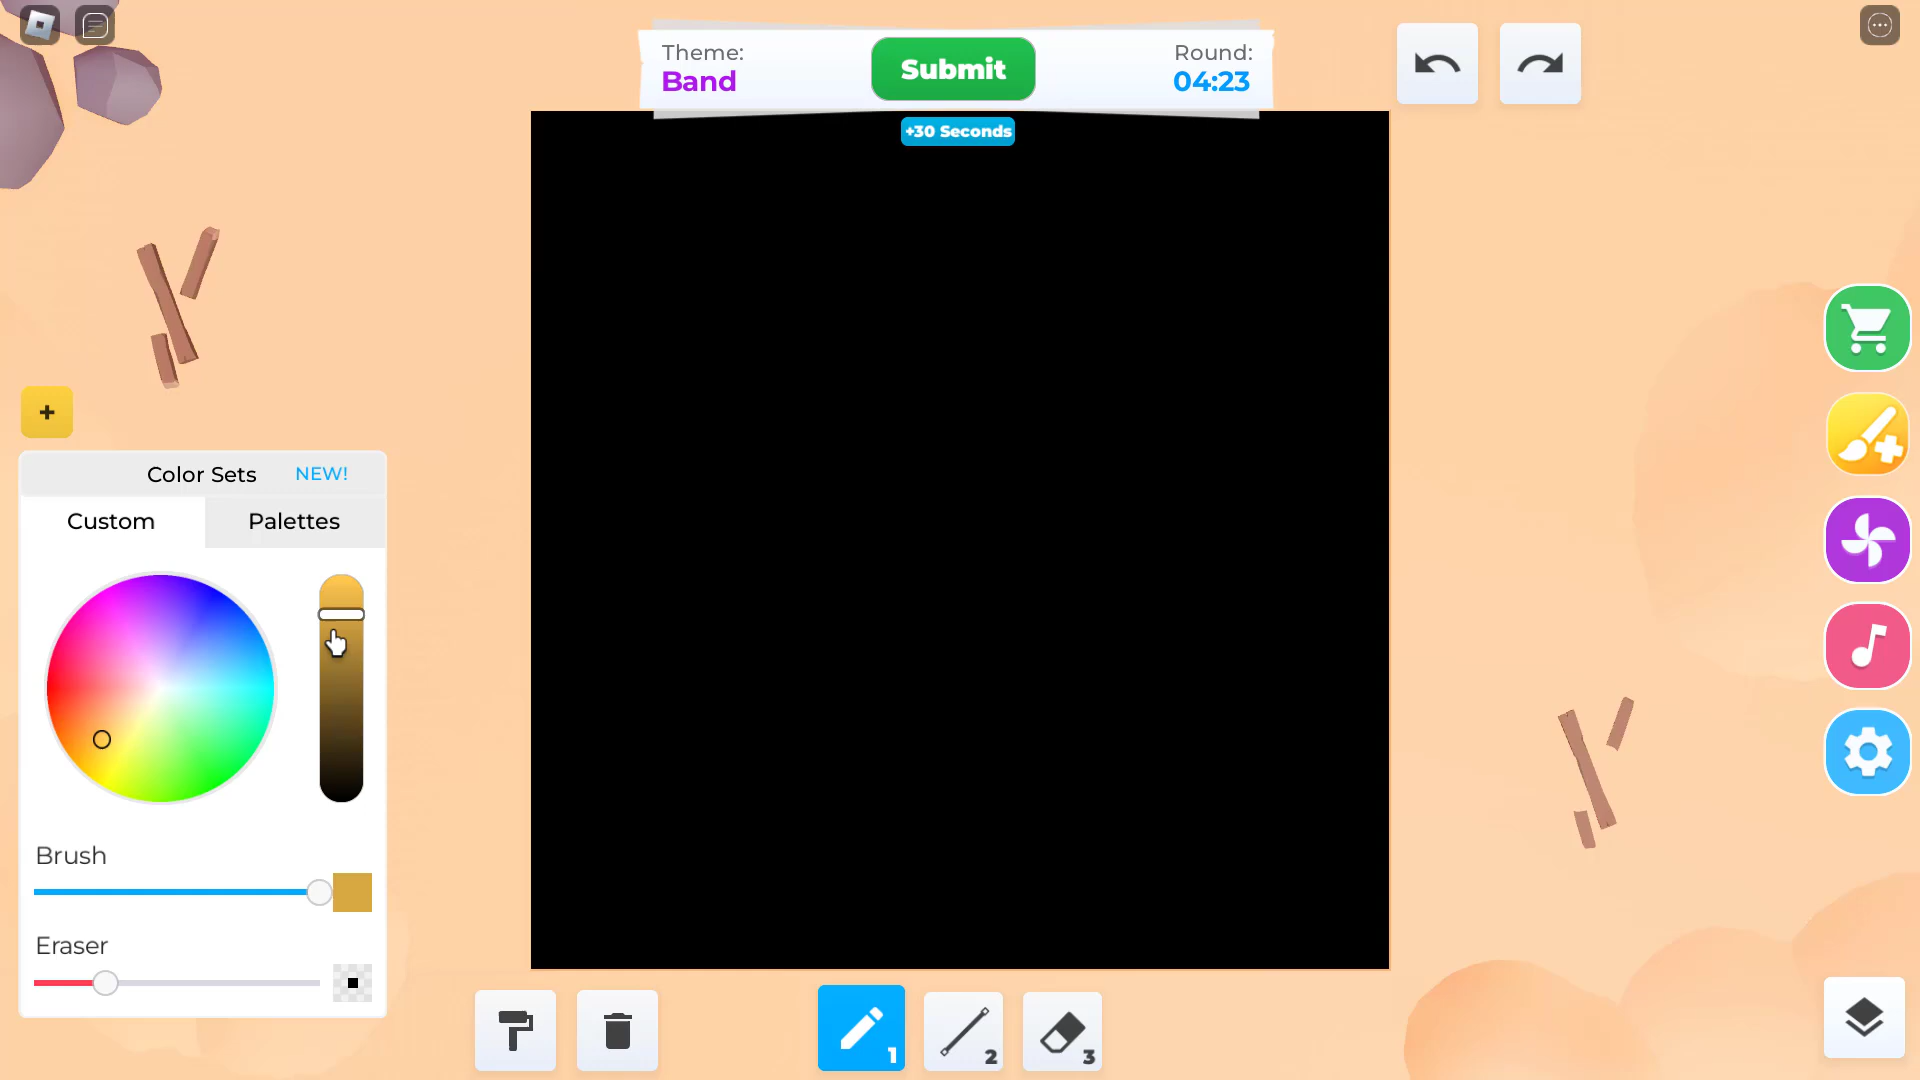 Theme:
Band
Submit
Round:
04:23
+30 Seconds
+
Color Sets
NEW!
Custom
Palettes
Brush
Eraser
1
2
3